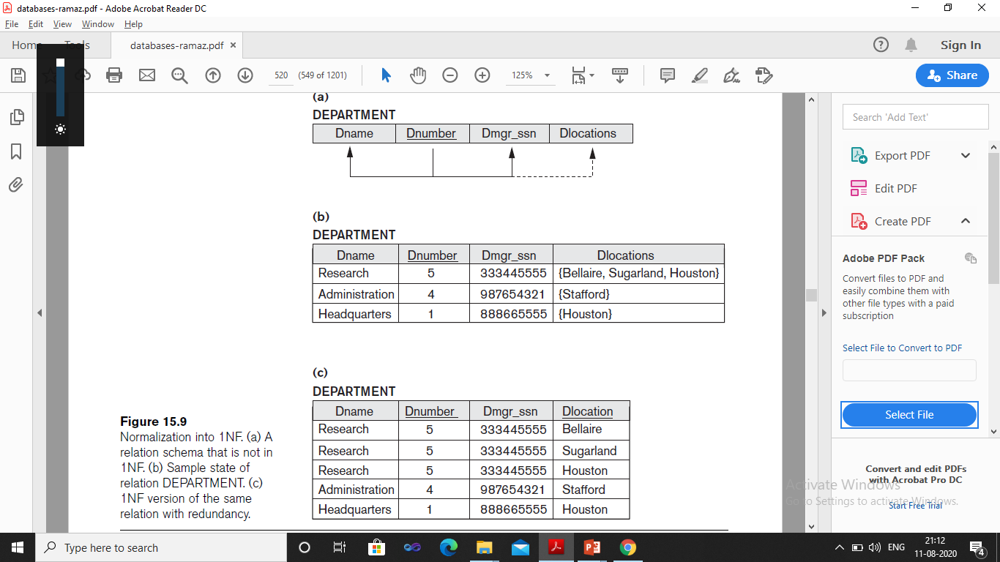 databases-ramaz.pdf - Adobe Acrobat Reader DC
File Edit View Window Help
Home Tools databases-ramaz.pdf × Sign In
520 (549 of 1201) 125% Share
(a)
DEPARTMENT
Dname Dnumber Dmgr_ssn Dlocations
(b)
DEPARTMENT
Dname Dnumber Dmgr_ssn Dlocations
Research 5 333445555 {Bellaire, Sugarland, Houston}
Administration 4 987654321 {Stafford}
Headquarters 1 888665555 {Houston}
(c)
DEPARTMENT
Dname Dnumber Dmgr_ssn Dlocation
Research 5 333445555 Bellaire
Research 5 333445555 Sugarland
Research 5 333445555 Houston
Administration 4 987654321 Stafford
Headquarters 1 888665555 Houston
Figure 15.9
Normalization into 1NF. (a) A
relation schema that is not in
1NF. (b) Sample state of
relation DEPARTMENT. (c)
1NF version of the same
relation with redundancy.
Search 'Add Text'
Export PDF
Edit PDF
Create PDF
Adobe PDF Pack
Convert files to PDF and
easily combine them with
other file types with a paid
subscription
Select File to Convert to PDF
Select File
Convert and edit PDFs
with Acrobat Pro DC
Start Free Trial
Activate Windows
Go to Settings to activate Windows.
Type here to search
ENG
21:12
11-08-2020
4